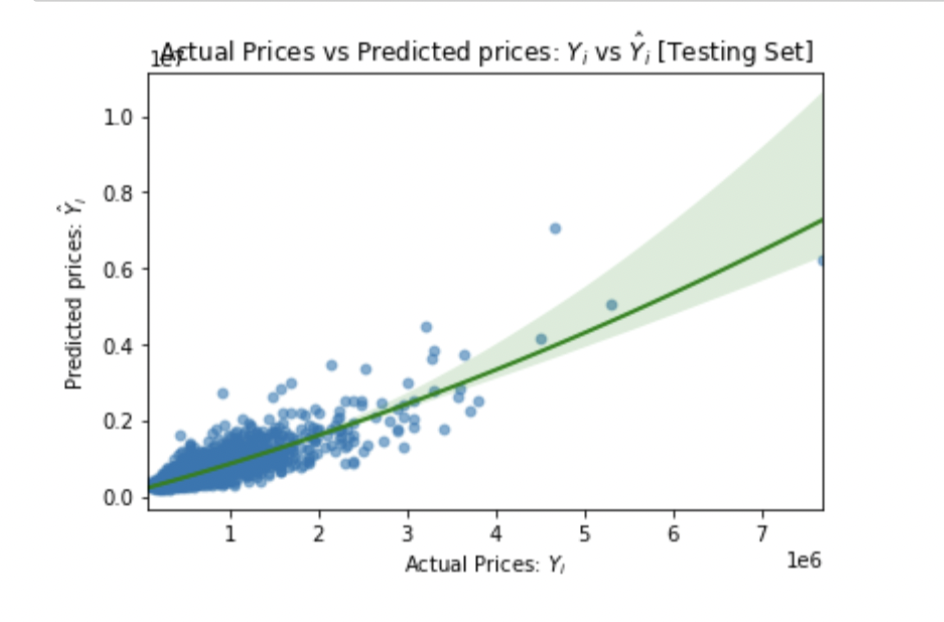 Actual Prices vs Predicted prices: Yᵢ vs Ŷᵢ [Testing Set]
1e7
1.0
0.8
0.6
0.4
0.2
0.0
Predicted prices: Ŷᵢ
1 2 3 4 5 6 7
1e6
Actual Prices: Yᵢ